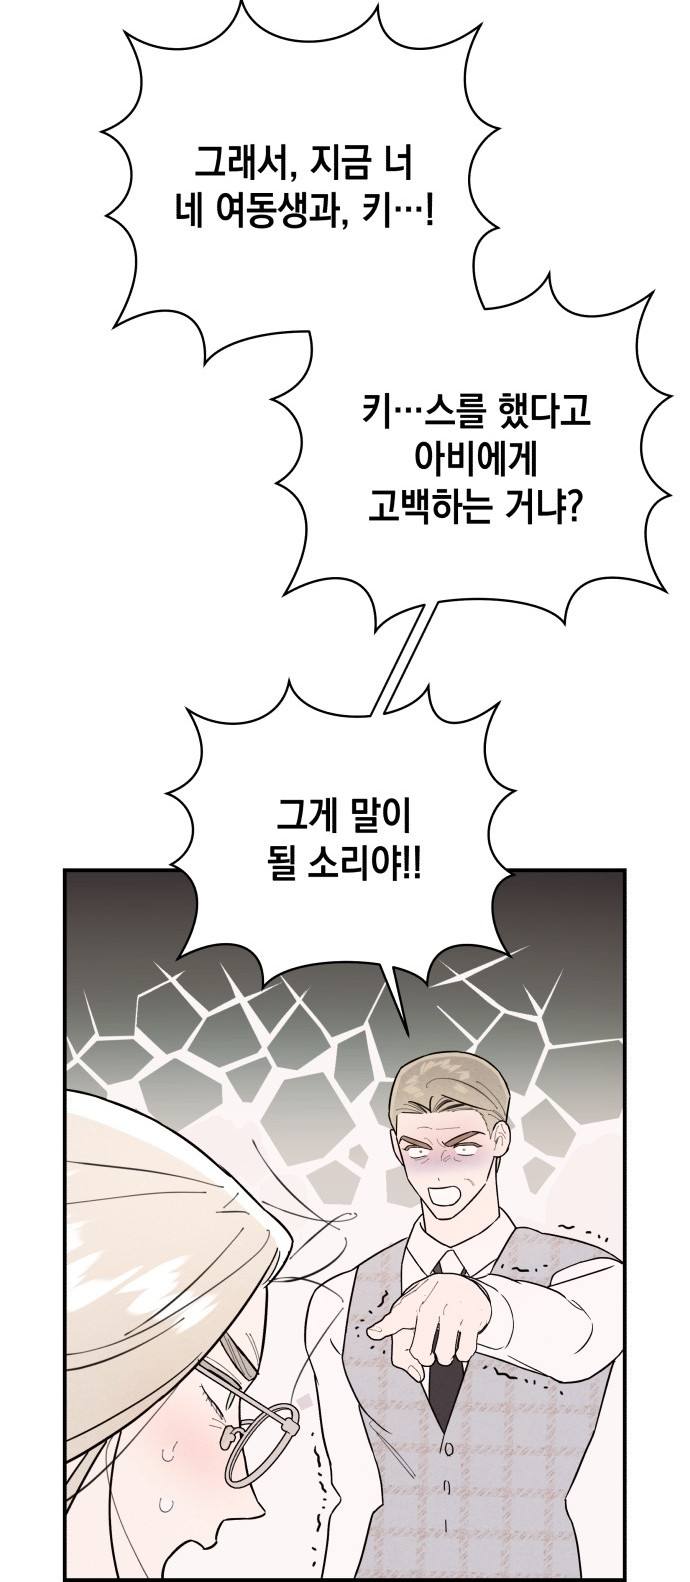 그래서, 지금 너
네 여동생과, 키…!
키…스를 했다고
아비에게
고백하는 거냐?
그게 말이
될 소리야!!